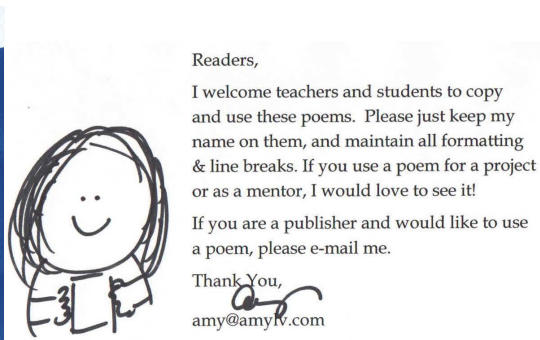 Readers,
I welcome teachers and students to copy
and use these poems. Please just keep my
name on them, and maintain all formatting
& line breaks. If you use a poem for a project
or as a mentor, I would love to see it!
If you are a publisher and would like to use
a poem, please e-mail me.
Thank You,
amy
amy@amylv.com